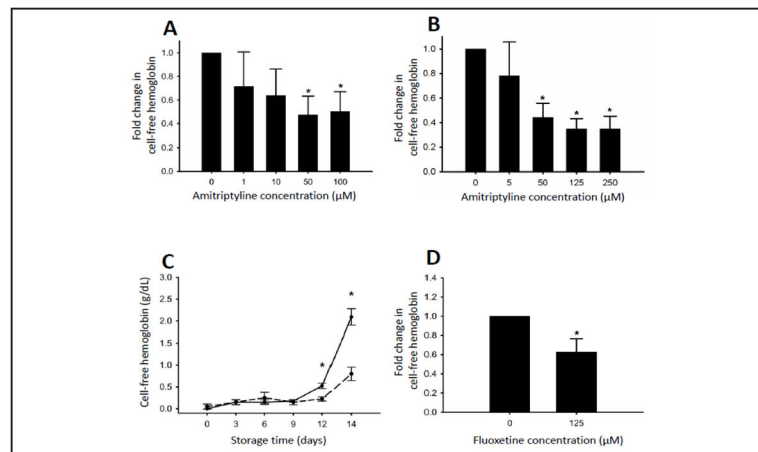 A
Fold change in
cell-free hemoglobin
1.0
0.8
0.6
0.4
0.2
0.0
* *
0 1 10 50 100
Amitriptyline concentration (µM)
B
Fold change in
cell-free hemoglobin
1.0
0.8
0.6
0.4
0.2
0.0
* * *
0 5 50 125 250
Amitriptyline concentration (µM)
C
Cell-free hemoglobin (g/dL)
3.0
2.5
2.0
1.5
1.0
0.5
0.0
* *
0 3 6 9 12 14
Storage time (days)
D
Fold change in
cell-free hemoglobin
1.4
1.2
1.0
0.8
0.6
0.4
0.2
0.0
*
0 125
Fluoxetine concentration (µM)